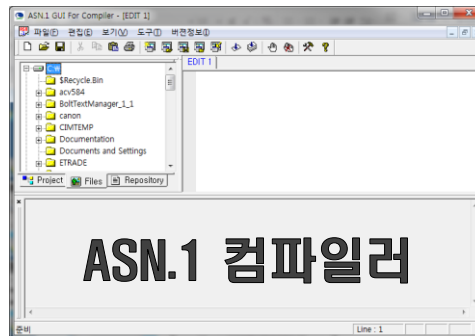 ASN.1 GUI For Compiler - [EDIT 1]
파일(F) 편집(E) 보기(V) 도구(T) 버전정보(I)
EDIT 1
C:\
$Recycle.Bin
acv584
BoltTextManager_1_1
canon
CIMTEMP
Documentation
Documents and Settings
ETRADE
Project Files Repository
ASN.1 컴파일러
준비 Line : 1